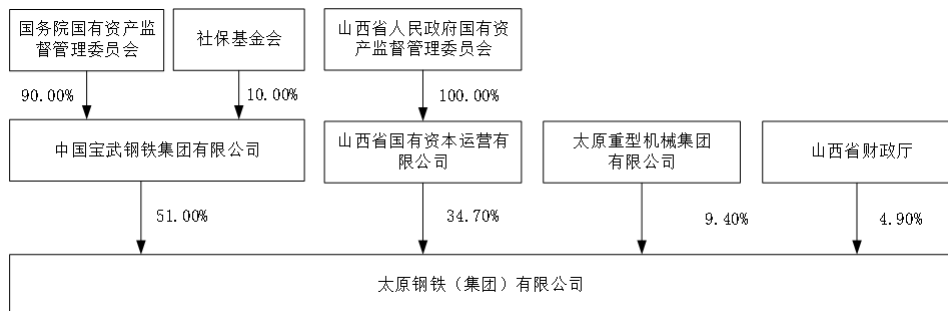 国务院国有资产监
督管理委员会
社保基金会
山西省人民政府国有资
产监督管理委员会
90.00%
10.00%
100.00%
中国宝武钢铁集团有限公司
山西省国有资本运营有
限公司
太原重型机械集团
有限公司
山西省财政厅
51.00%
34.70%
9.40%
4.90%
太原钢铁（集团）有限公司